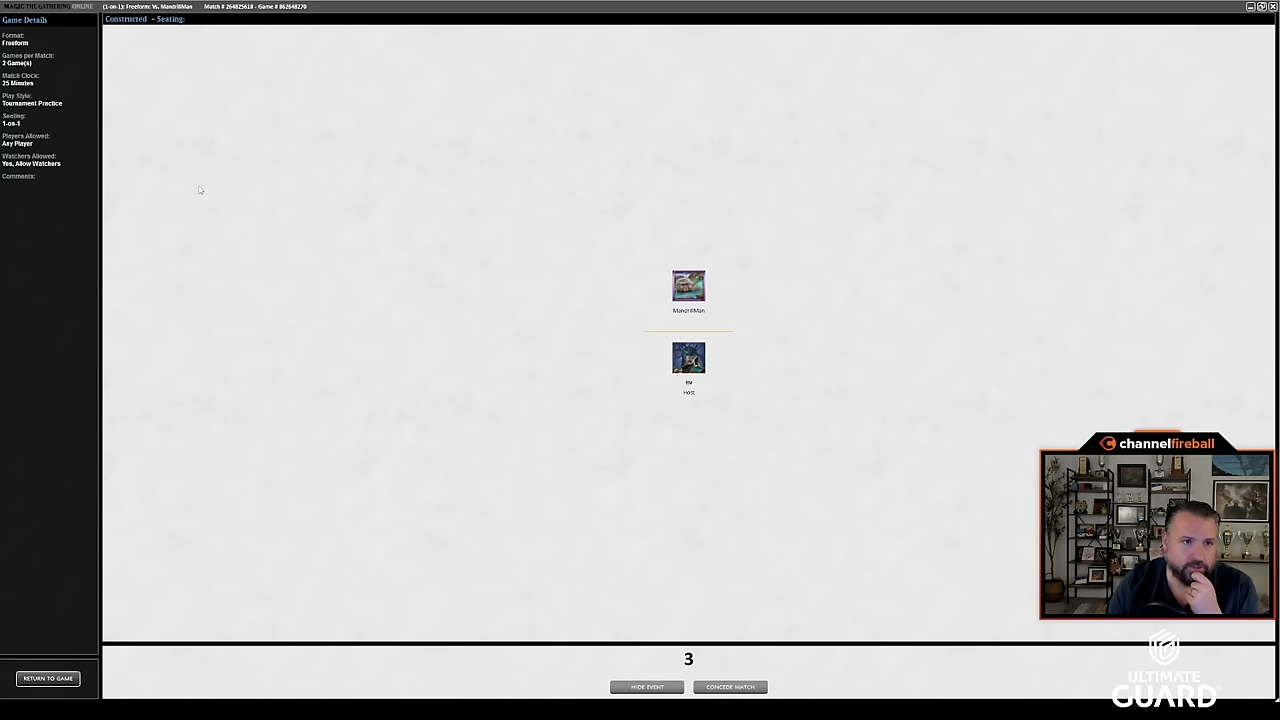 MAGIC THE GATHERING ONLINE
(1-on-1): Freeform: Vs. MandrillMan
Match # 264825618 - Game # 862648270
Game Details
Constructed - Seating:
Format:
Freeform
Games per Match:
2 Game(s)
Match Clock:
25 Minutes
Play Style:
Tournament Practice
Seating:
1-on-1
Players Allowed:
Any Player
Watchers Allowed:
Yes, Allow Watchers
Comments:
MandrillMan
Host
channelfireball
3
RETURN TO GAME
HIDE EVENT
CONCEDE MATCH
ULTIMATE
GUARD